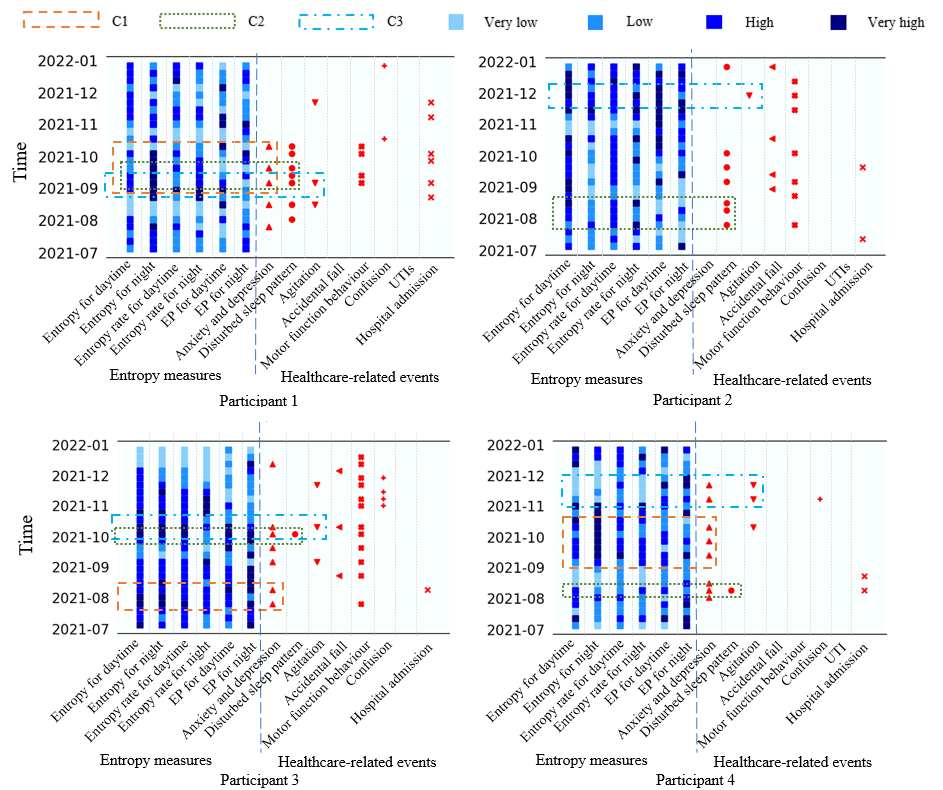 C1 C2 C3 Very low Low High Very high
2022-01
2021-12
2021-11
2021-10
2021-09
2021-08
2021-07
Time
Entropy for daytime
Entropy for night
Entropy rate for daytime
Entropy rate for night
EP for daytime
EP for night
Anxiety and depression
Disturbed sleep pattern
Agitation
Accidental fall
Motor function behaviour
Confusion
UTIs
Hospital admission
Entropy measures Healthcare-related events
Participant 1
2022-01
2021-12
2021-11
2021-10
2021-09
2021-08
2021-07
Entropy for daytime
Entropy for night
Entropy rate for daytime
Entropy rate for night
EP for daytime
EP for night
Anxiety and depression
Disturbed sleep pattern
Agitation
Accidental fall
Motor function behaviour
Confusion
UTIs
Hospital admission
Entropy measures Healthcare-related events
Participant 2
2022-01
2021-12
2021-11
2021-10
2021-09
2021-08
2021-07
Time
Entropy for daytime
Entropy for night
Entropy rate for daytime
Entropy rate for night
EP for daytime
EP for night
Anxiety and depression
Disturbed sleep pattern
Agitation
Accidental fall
Motor function behaviour
Confusion
Hospital admission
Entropy measures Healthcare-related events
Participant 3
2022-01
2021-12
2021-11
2021-10
2021-09
2021-08
2021-07
Entropy for daytime
Entropy for night
Entropy rate for daytime
Entropy rate for night
EP for daytime
EP for night
Anxiety and depression
Disturbed sleep pattern
Agitation
Accidental fall
Motor function behaviour
Confusion
UTI
Hospital admission
Entropy measures Healthcare-related events
Participant 4